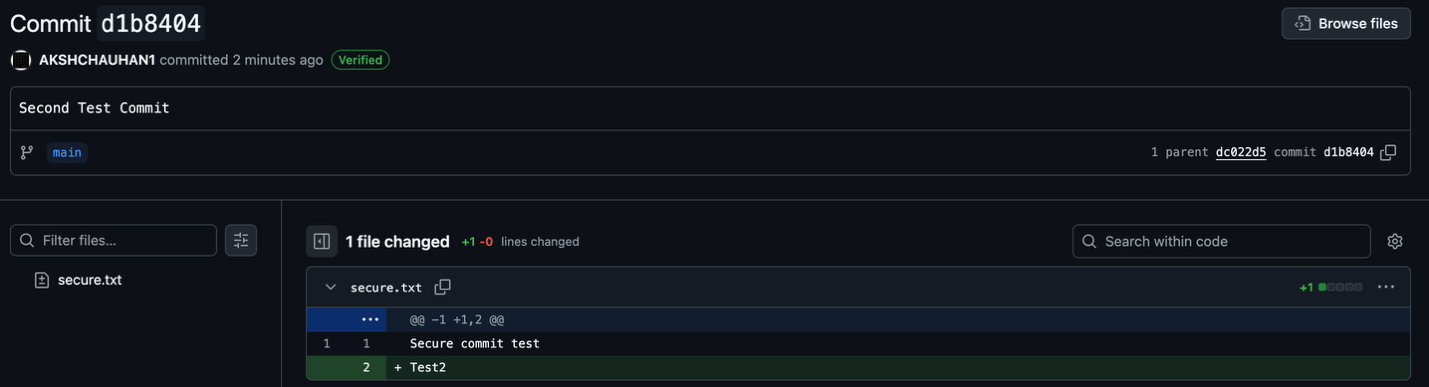 Commit d1b8404
Browse files
AKSHCHAUHAN1 committed 2 minutes ago Verified
Second Test Commit
main
1 parent dc022d5 commit d1b8404
Filter files...
1 file changed +1 -0 lines changed
Search within code
secure.txt
secure.txt
+1
@@ -1 +1,2 @@
1 1 Secure commit test
2 + Test2